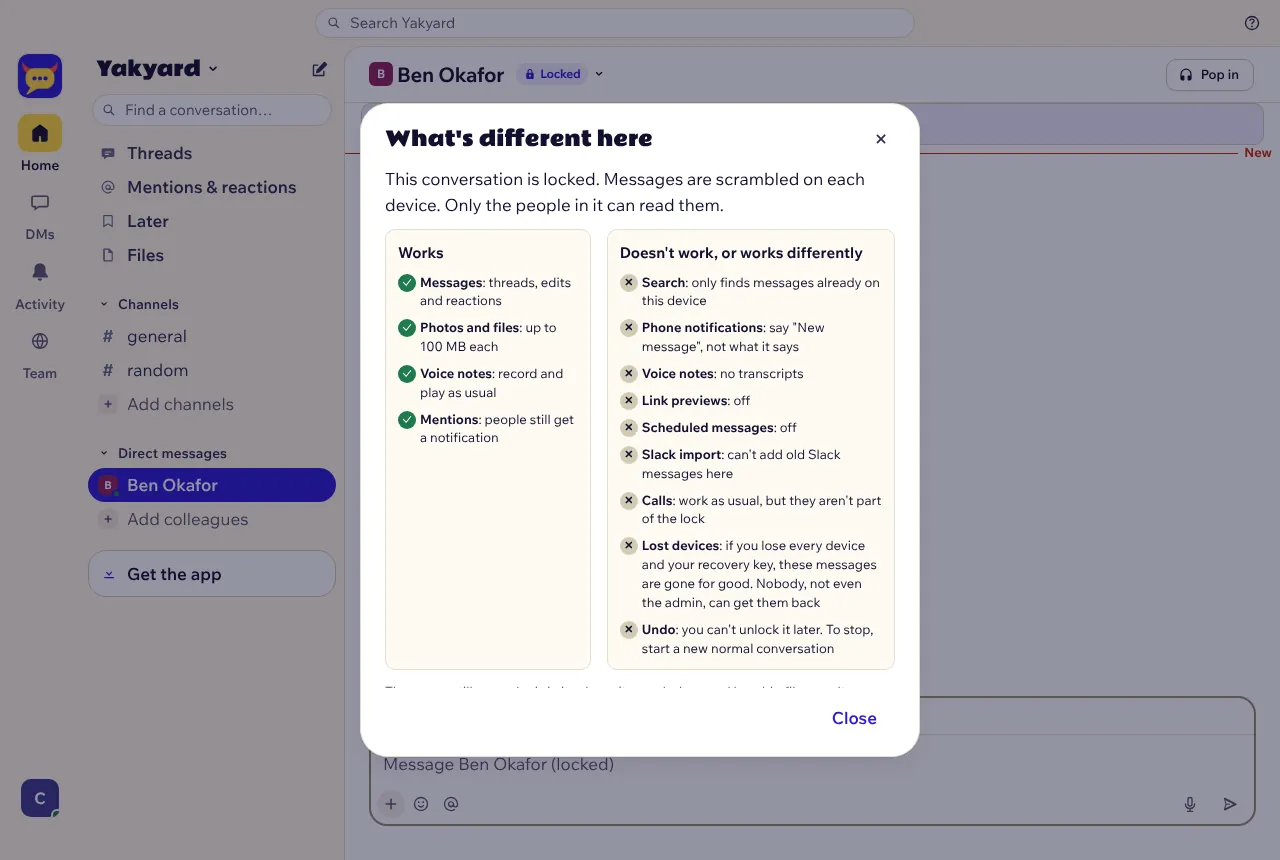 Search Yakyard
Yakyard
Find a conversation…
Threads
Mentions & reactions
Later
Files
Channels
# general
# random
+ Add channels
Direct messages
B Ben Okafor
+ Add colleagues
Get the app
Home
DMs
Activity
Team
C
B Ben Okafor
Locked
Pop in
New
What's different here
This conversation is locked. Messages are scrambled on each
device. Only the people in it can read them.
Works
Messages: threads, edits
and reactions
Photos and files: up to
100 MB each
Voice notes: record and
play as usual
Mentions: people still get
a notification
Doesn't work, or works differently
Search: only finds messages already on
this device
Phone notifications: say "New
message", not what it says
Voice notes: no transcripts
Link previews: off
Scheduled messages: off
Slack import: can't add old Slack
messages here
Calls: work as usual, but they aren't part
of the lock
Lost devices: if you lose every device
and your recovery key, these messages
are gone for good. Nobody, not even
the admin, can get them back
Undo: you can't unlock it later. To stop,
start a new normal conversation
Close
Message Ben Okafor (locked)